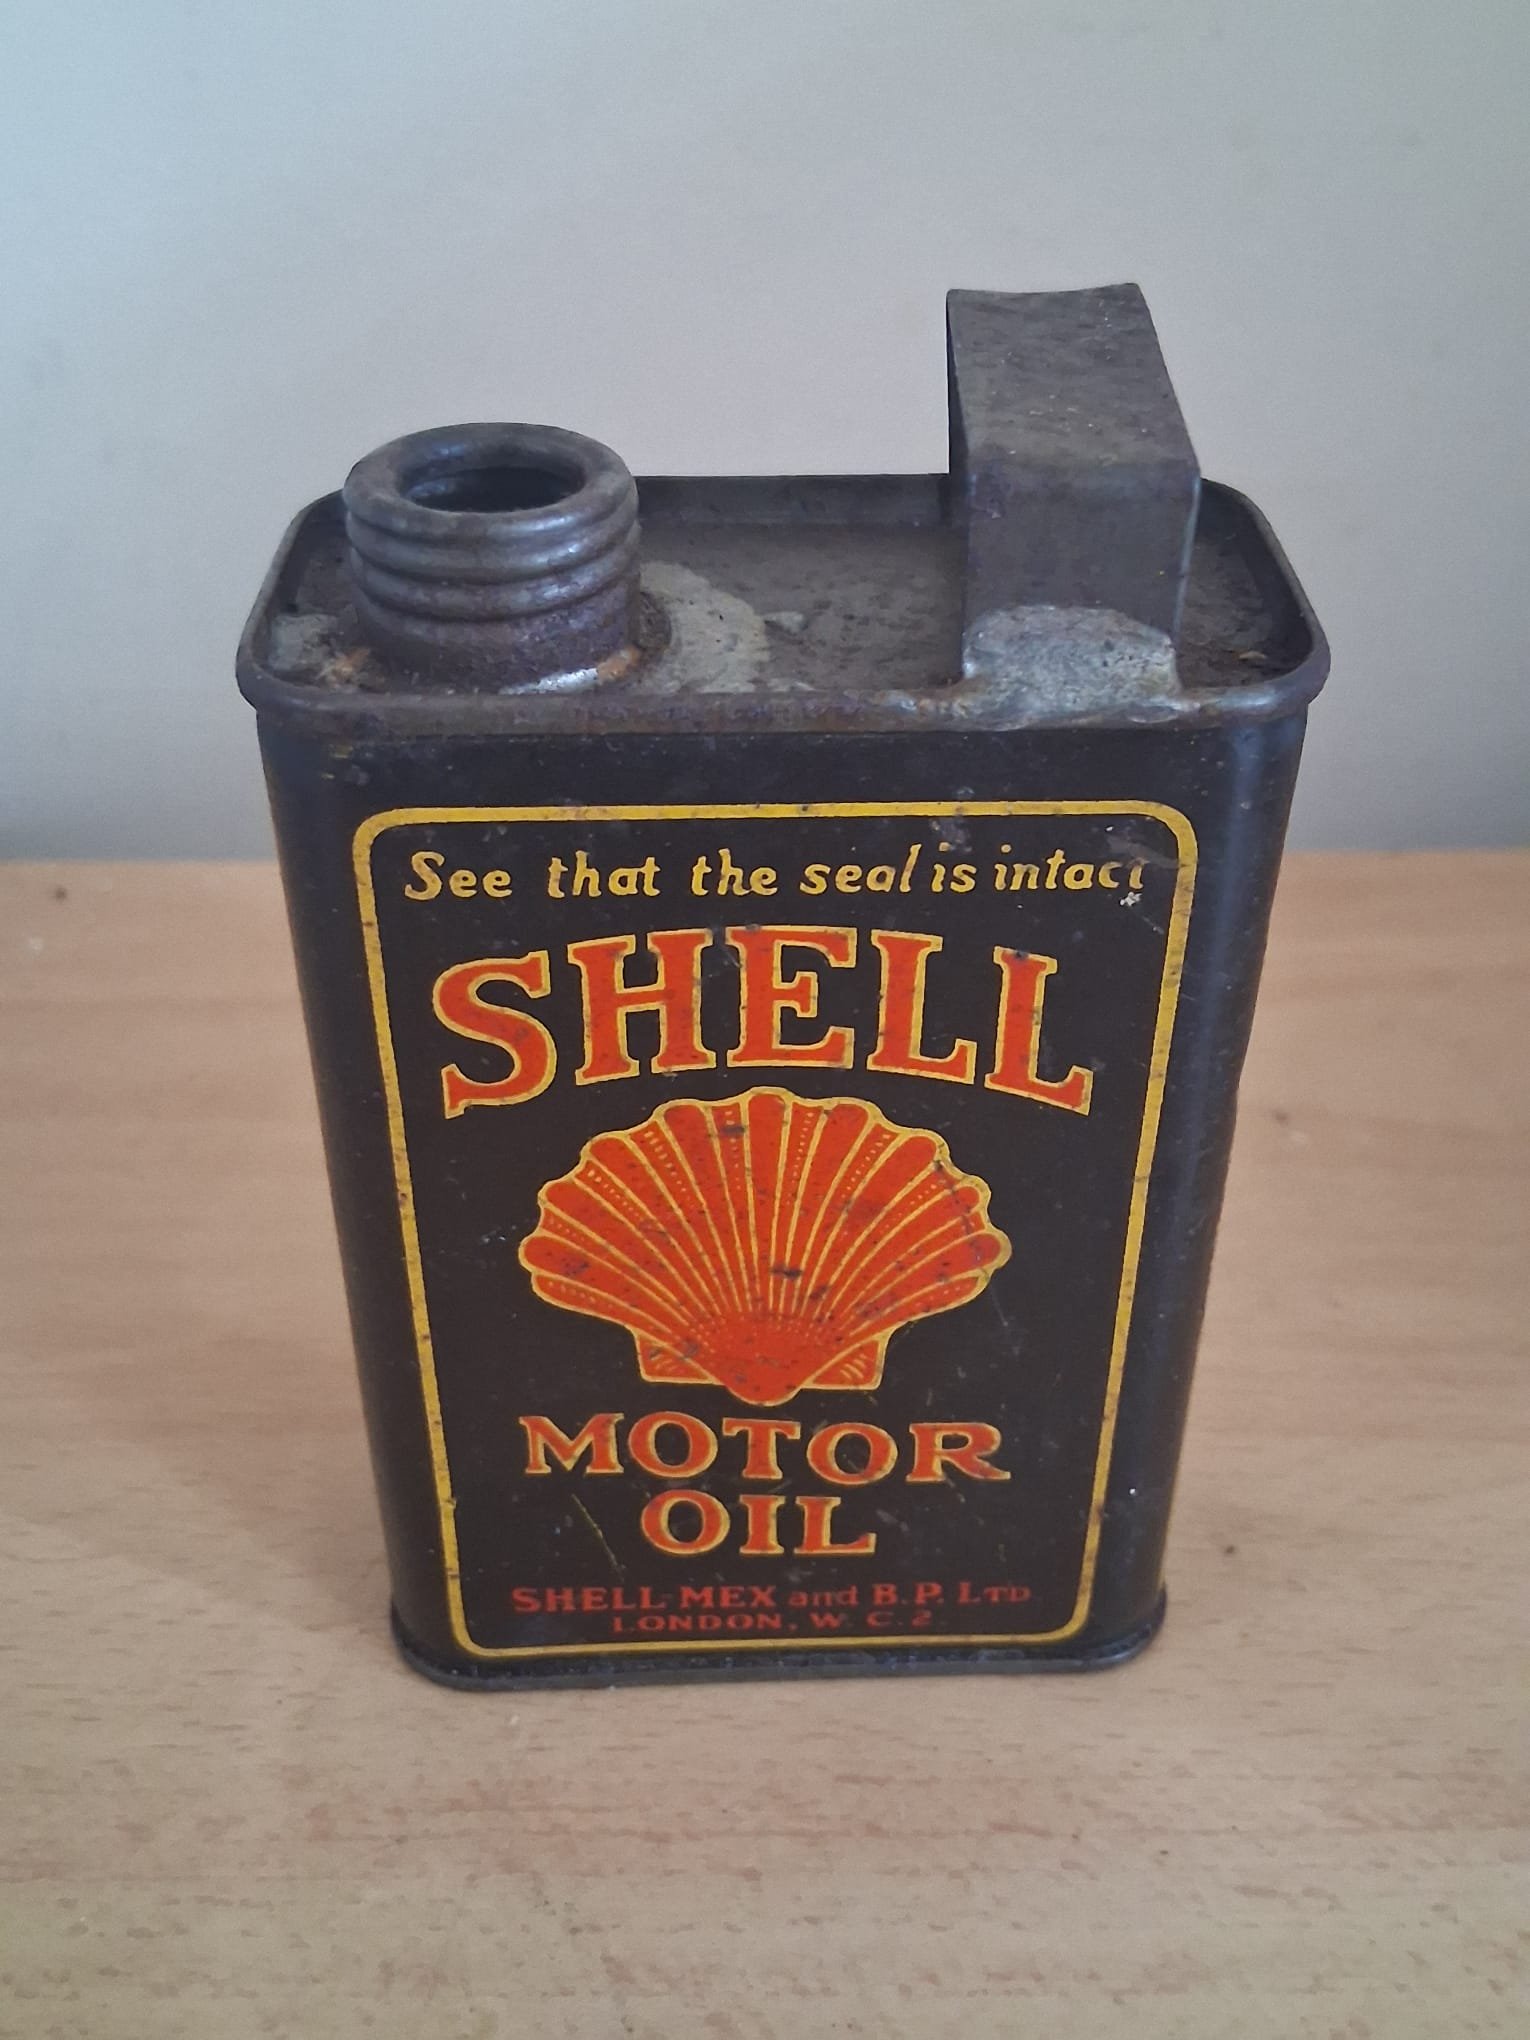 See that the seal is intact
SHELL
MOTOR
OIL
SHELL-MEX and B.P. LTD
LONDON, W. C. 2.